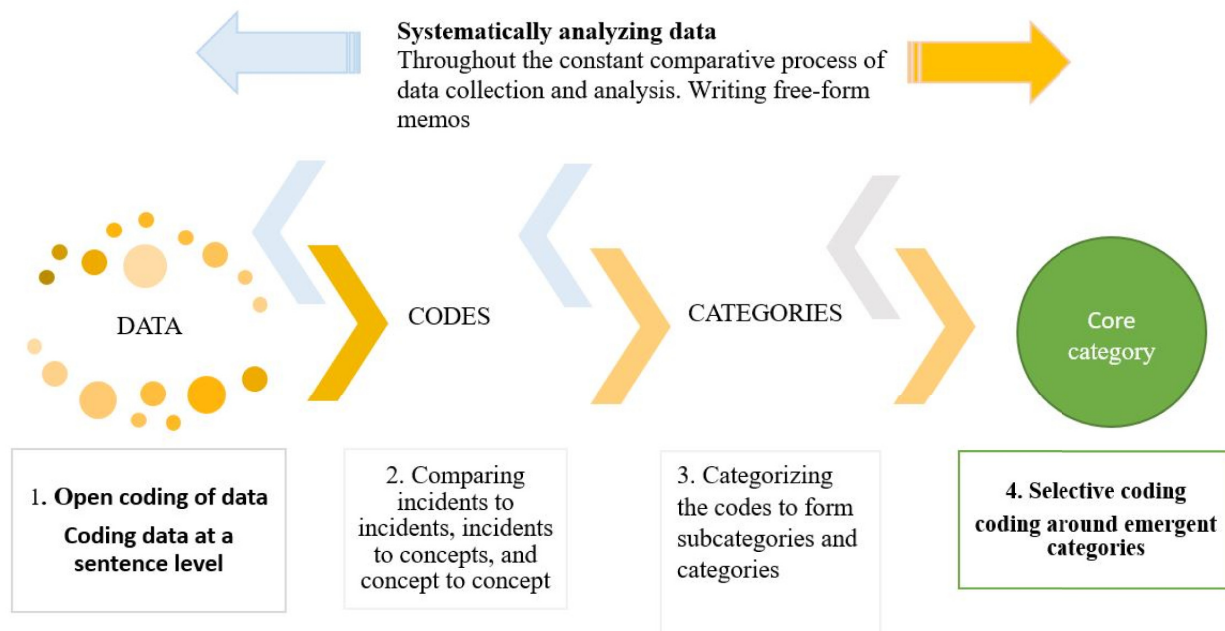 Systematically analyzing data
Throughout the constant comparative process of
data collection and analysis. Writing free-form
memos
DATA
CODES
CATEGORIES
Core
category
1. Open coding of data
Coding data at a
sentence level
2. Comparing
incidents to
incidents, incidents
to concepts, and
concept to concept
3. Categorizing
the codes to form
subcategories and
categories
4. Selective coding
coding around emergent
categories